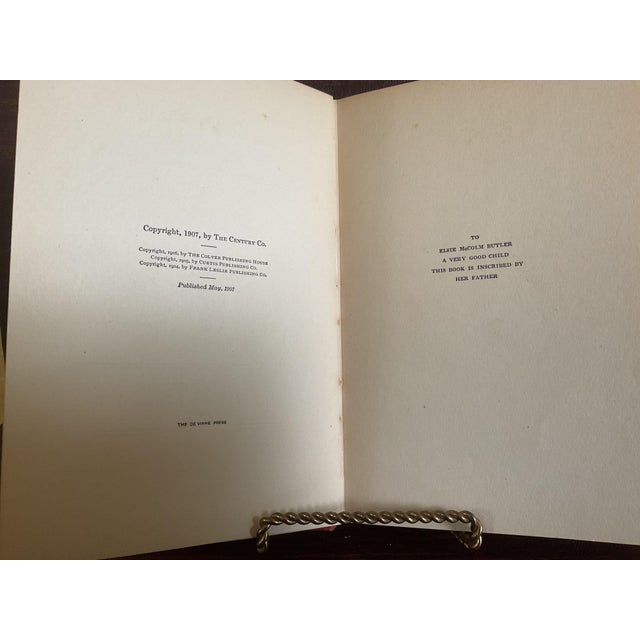 Copyright, 1907, by THE CENTURY CO.
Copyright, 1906, by THE COLVER PUBLISHING HOUSE
Copyright, 1905, by CURTIS PUBLISHING CO.
Copyright, 1904, by FRANK LESLIE PUBLISHING CO.
Published May, 1907
THE DE VINNE PRESS
TO
ELSIE McCOLM BUTLER
A VERY GOOD CHILD
THIS BOOK IS INSCRIBED BY
HER FATHER